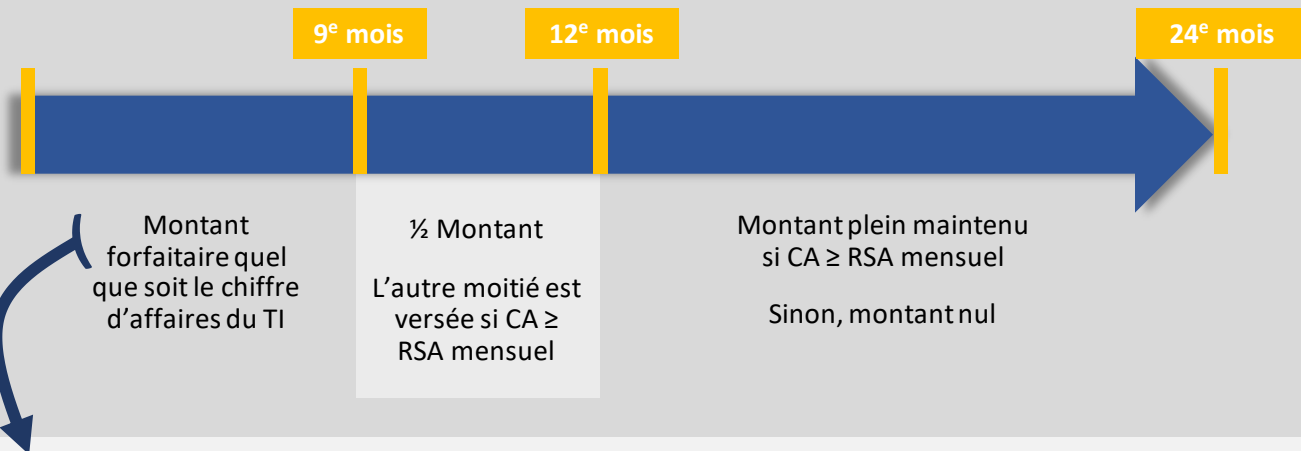 9e mois
12e mois
24e mois
Montant
forfaitaire quel
que soit le chiffre
d’affaires du TI
½ Montant
L’autre moitié est
versée si CA ≥
RSA mensuel
Montant plein maintenu
si CA ≥ RSA mensuel
Sinon, montant nul